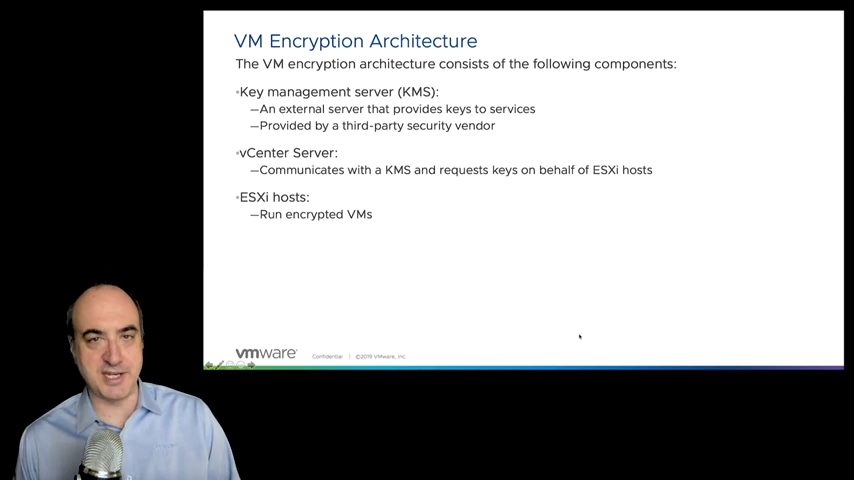 VM Encryption Architecture
The VM encryption architecture consists of the following components:
•Key management server (KMS):
—An external server that provides keys to services
—Provided by a third-party security vendor
•vCenter Server:
—Communicates with a KMS and requests keys on behalf of ESXi hosts
•ESXi hosts:
—Run encrypted VMs
vmware® Confidential | ©2019 VMware, Inc.